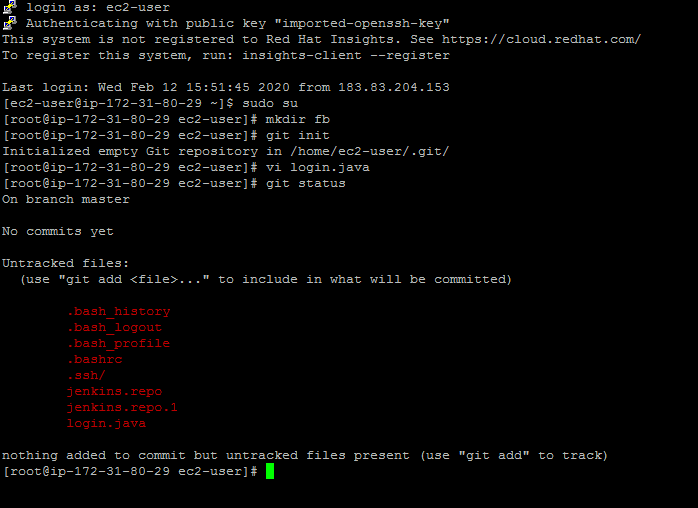 login as: ec2-user
Authenticating with public key "imported-openssh-key"
This system is not registered to Red Hat Insights. See https://cloud.redhat.com/
To register this system, run: insights-client --register
Last login: Wed Feb 12 15:51:45 2020 from 183.83.204.153
[ec2-user@ip-172-31-80-29 ~]$ sudo su
[root@ip-172-31-80-29 ec2-user]# mkdir fb
[root@ip-172-31-80-29 ec2-user]# git init
Initialized empty Git repository in /home/ec2-user/.git/
[root@ip-172-31-80-29 ec2-user]# vi login.java
[root@ip-172-31-80-29 ec2-user]# git status
On branch master
No commits yet
Untracked files:
(use "git add <file>..." to include in what will be committed)
.bash_history
.bash_logout
.bash_profile
.bashrc
.ssh/
jenkins.repo
jenkins.repo.1
login.java
nothing added to commit but untracked files present (use "git add" to track)
[root@ip-172-31-80-29 ec2-user]#